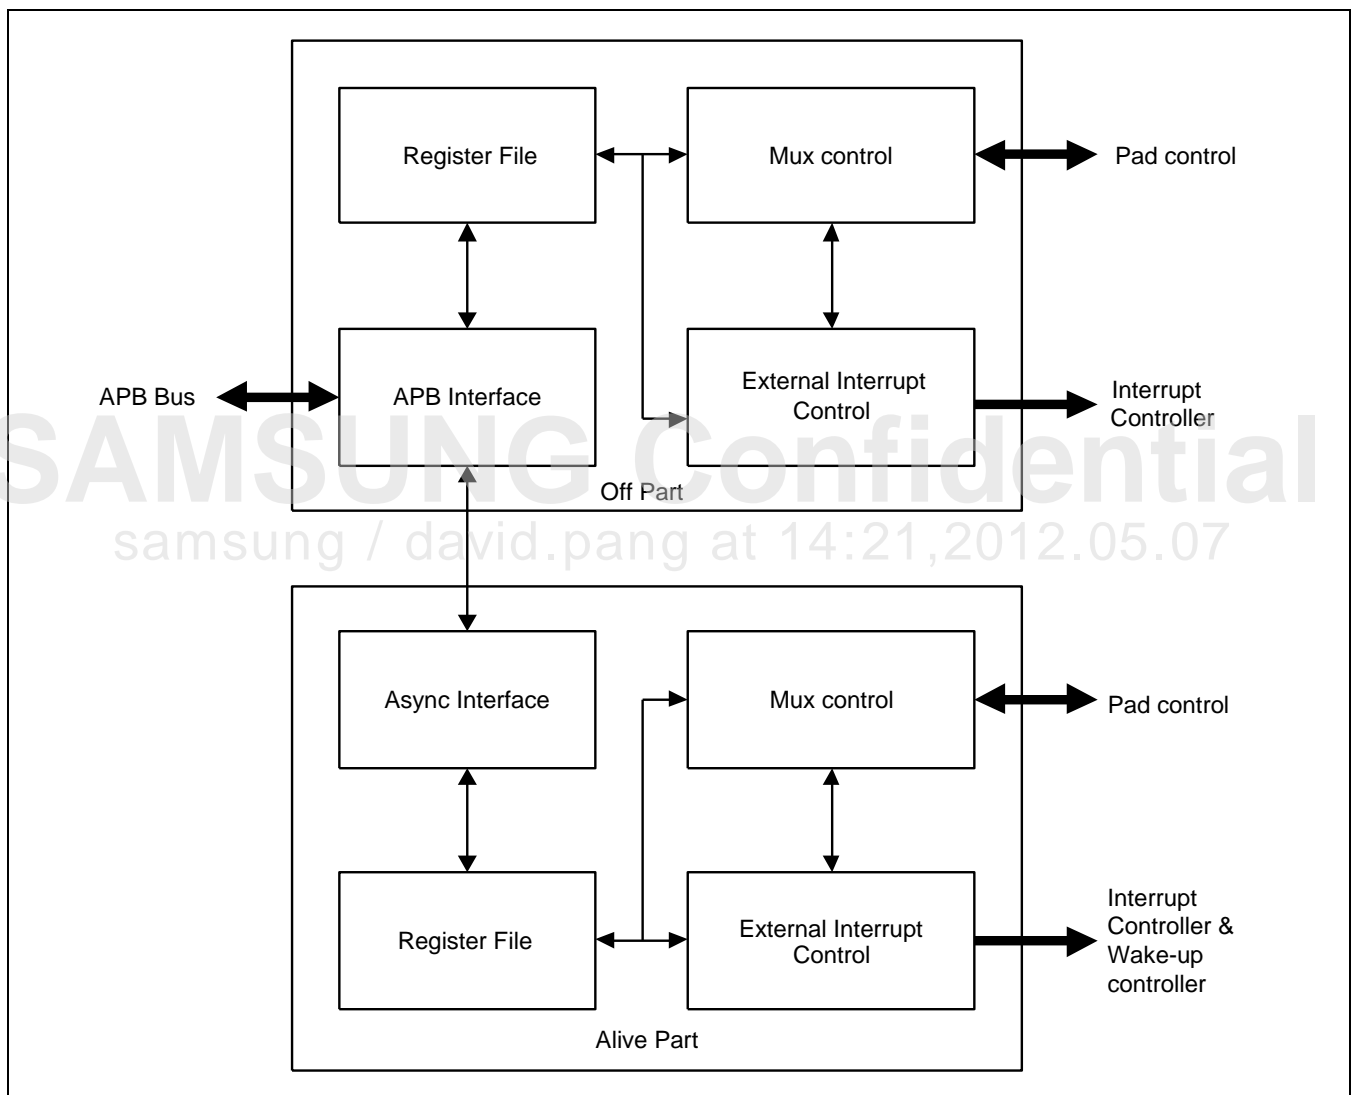 Register File
Mux control
Pad control
APB Bus
APB Interface
External Interrupt
Control
Interrupt
Controller
SAMSUNG Confidential
Off Part
samsung / david.pang at 14:21,2012.05.07
Async Interface
Mux control
Pad control
Register File
External Interrupt
Control
Interrupt
Controller &
Wake-up
controller
Alive Part